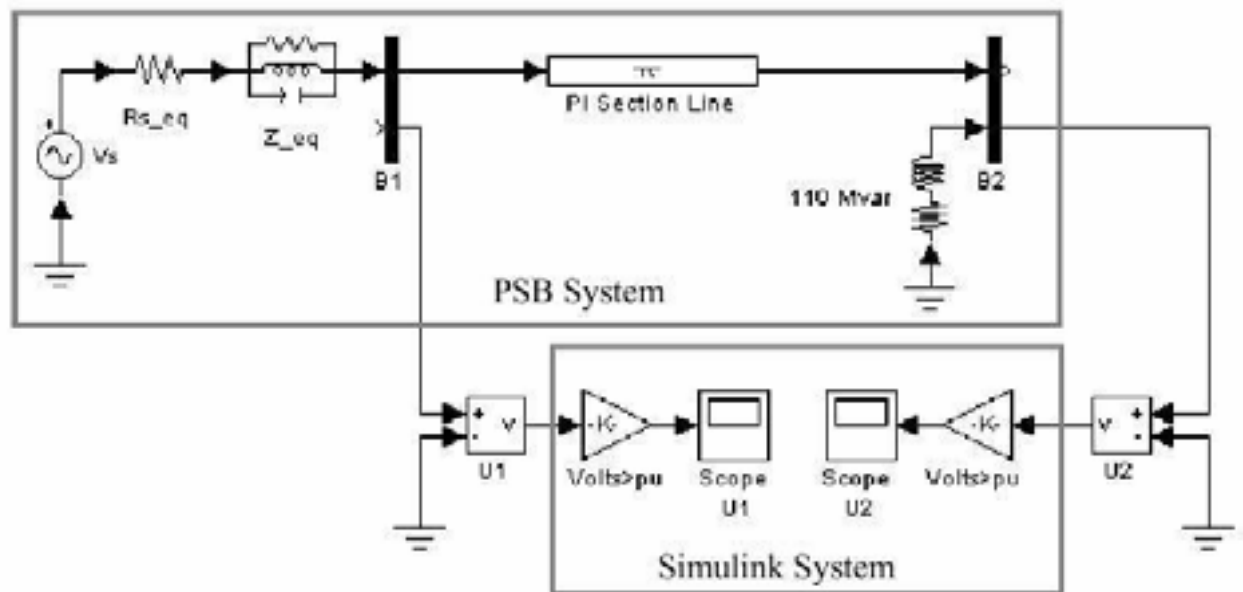 Vs
Rs_eq
Z_eq
B1
PI Section Line
110 Mvar
B2
PSB System
+
-
v
U1
-K-
Volts>pu
Scope
U1
Scope
U2
-K-
Volts>pu
v
+
-
U2
Simulink System